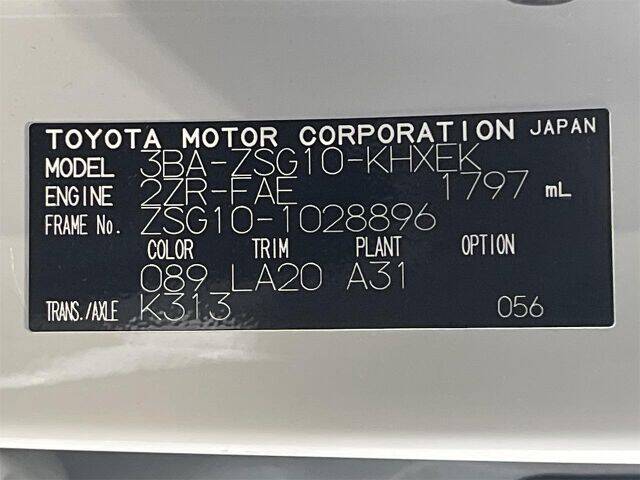 TOYOTA MOTOR CORPORATION JAPAN
MODEL 3BA-ZSG10-KHXEK
ENGINE 2ZR-FAE 1797 mL
FRAME No. ZSG10-1028896
COLOR TRIM PLANT OPTION
089 LA20 A31
TRANS./AXLE K313 056